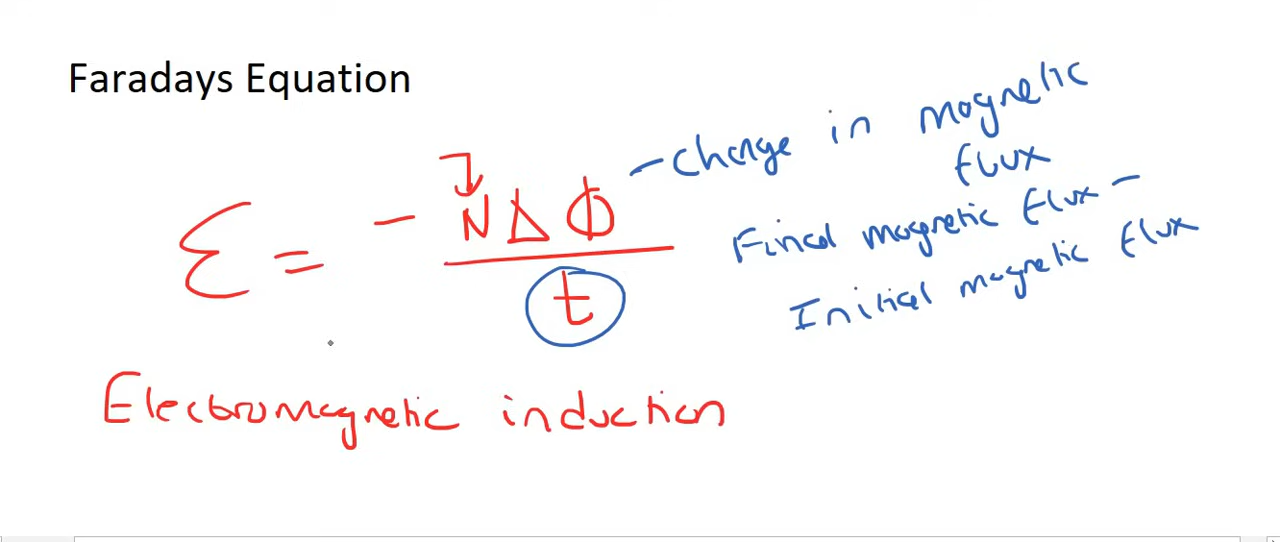 Faradays Equation
Ɛ = - NΔΦ / t
- Change in magnetic
flux
Final magnetic flux -
Initial magnetic flux
Electromagnetic induction